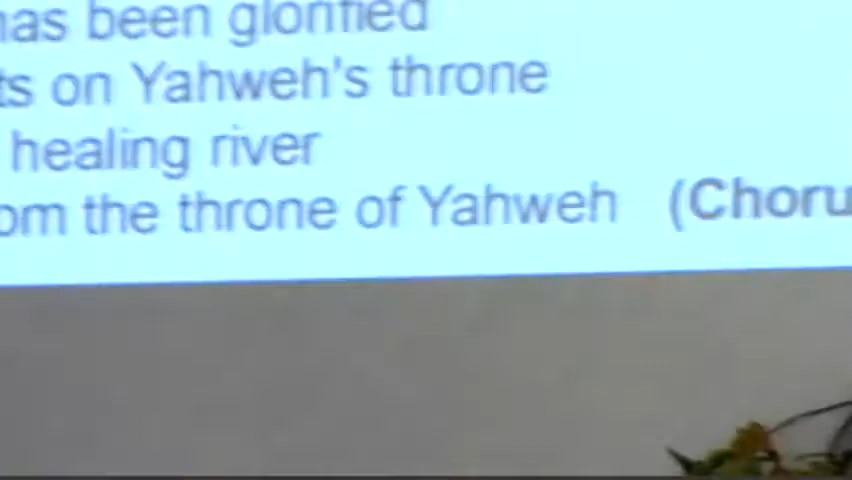 has been glorified
ts on Yahweh's throne
healing river
om the throne of Yahweh (Choru